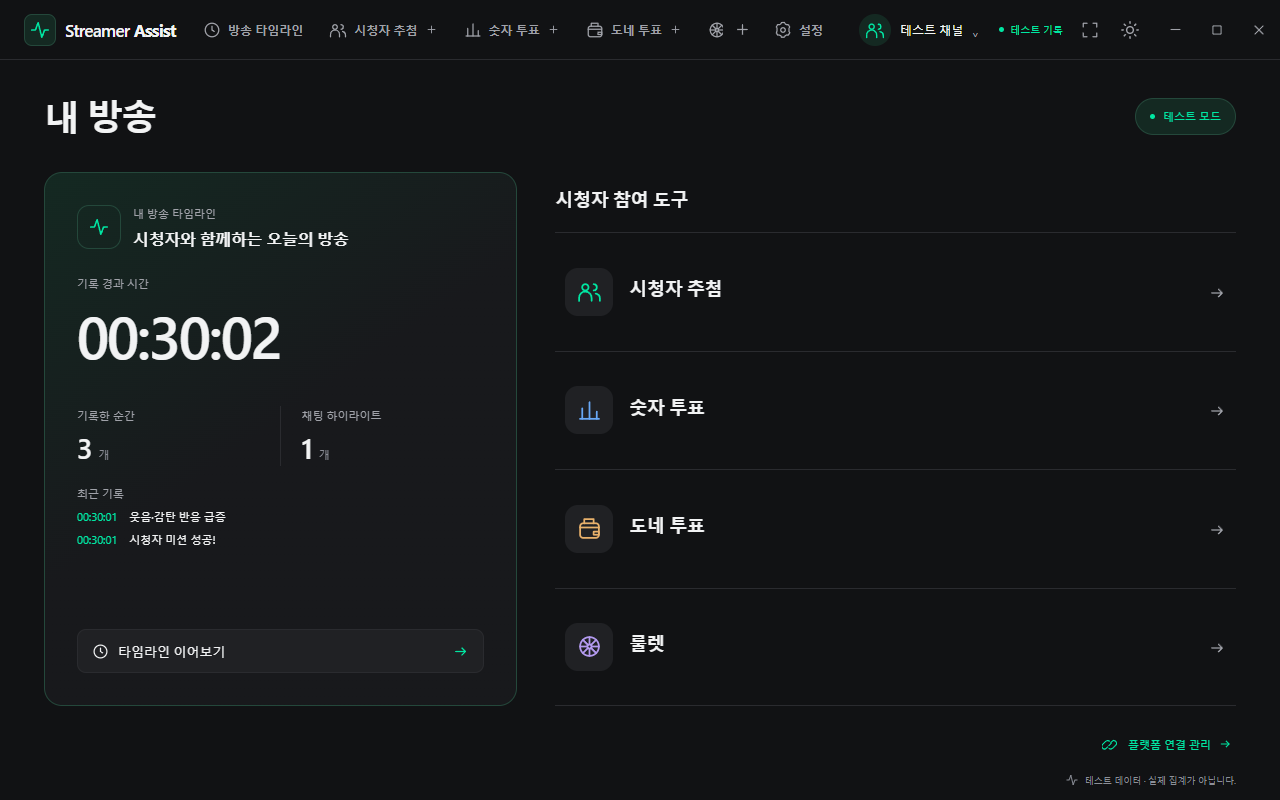 Streamer Assist 방송 타임라인 시청자 추첨 + 숫자 투표 + 도네 투표 + + 설정 테스트 채널 테스트 기록
내 방송
테스트 모드
내 방송 타임라인
시청자와 함께하는 오늘의 방송
기록 경과 시간
00:30:02
기록한 순간
3 개
채팅 하이라이트
1 개
최근 기록
00:30:01 웃음·감탄 반응 급증
00:30:01 시청자 미션 성공!
타임라인 이어보기 →
시청자 참여 도구
시청자 추첨 →
숫자 투표 →
도네 투표 →
룰렛 →
플랫폼 연결 관리 →
테스트 데이터 · 실제 집계가 아닙니다.